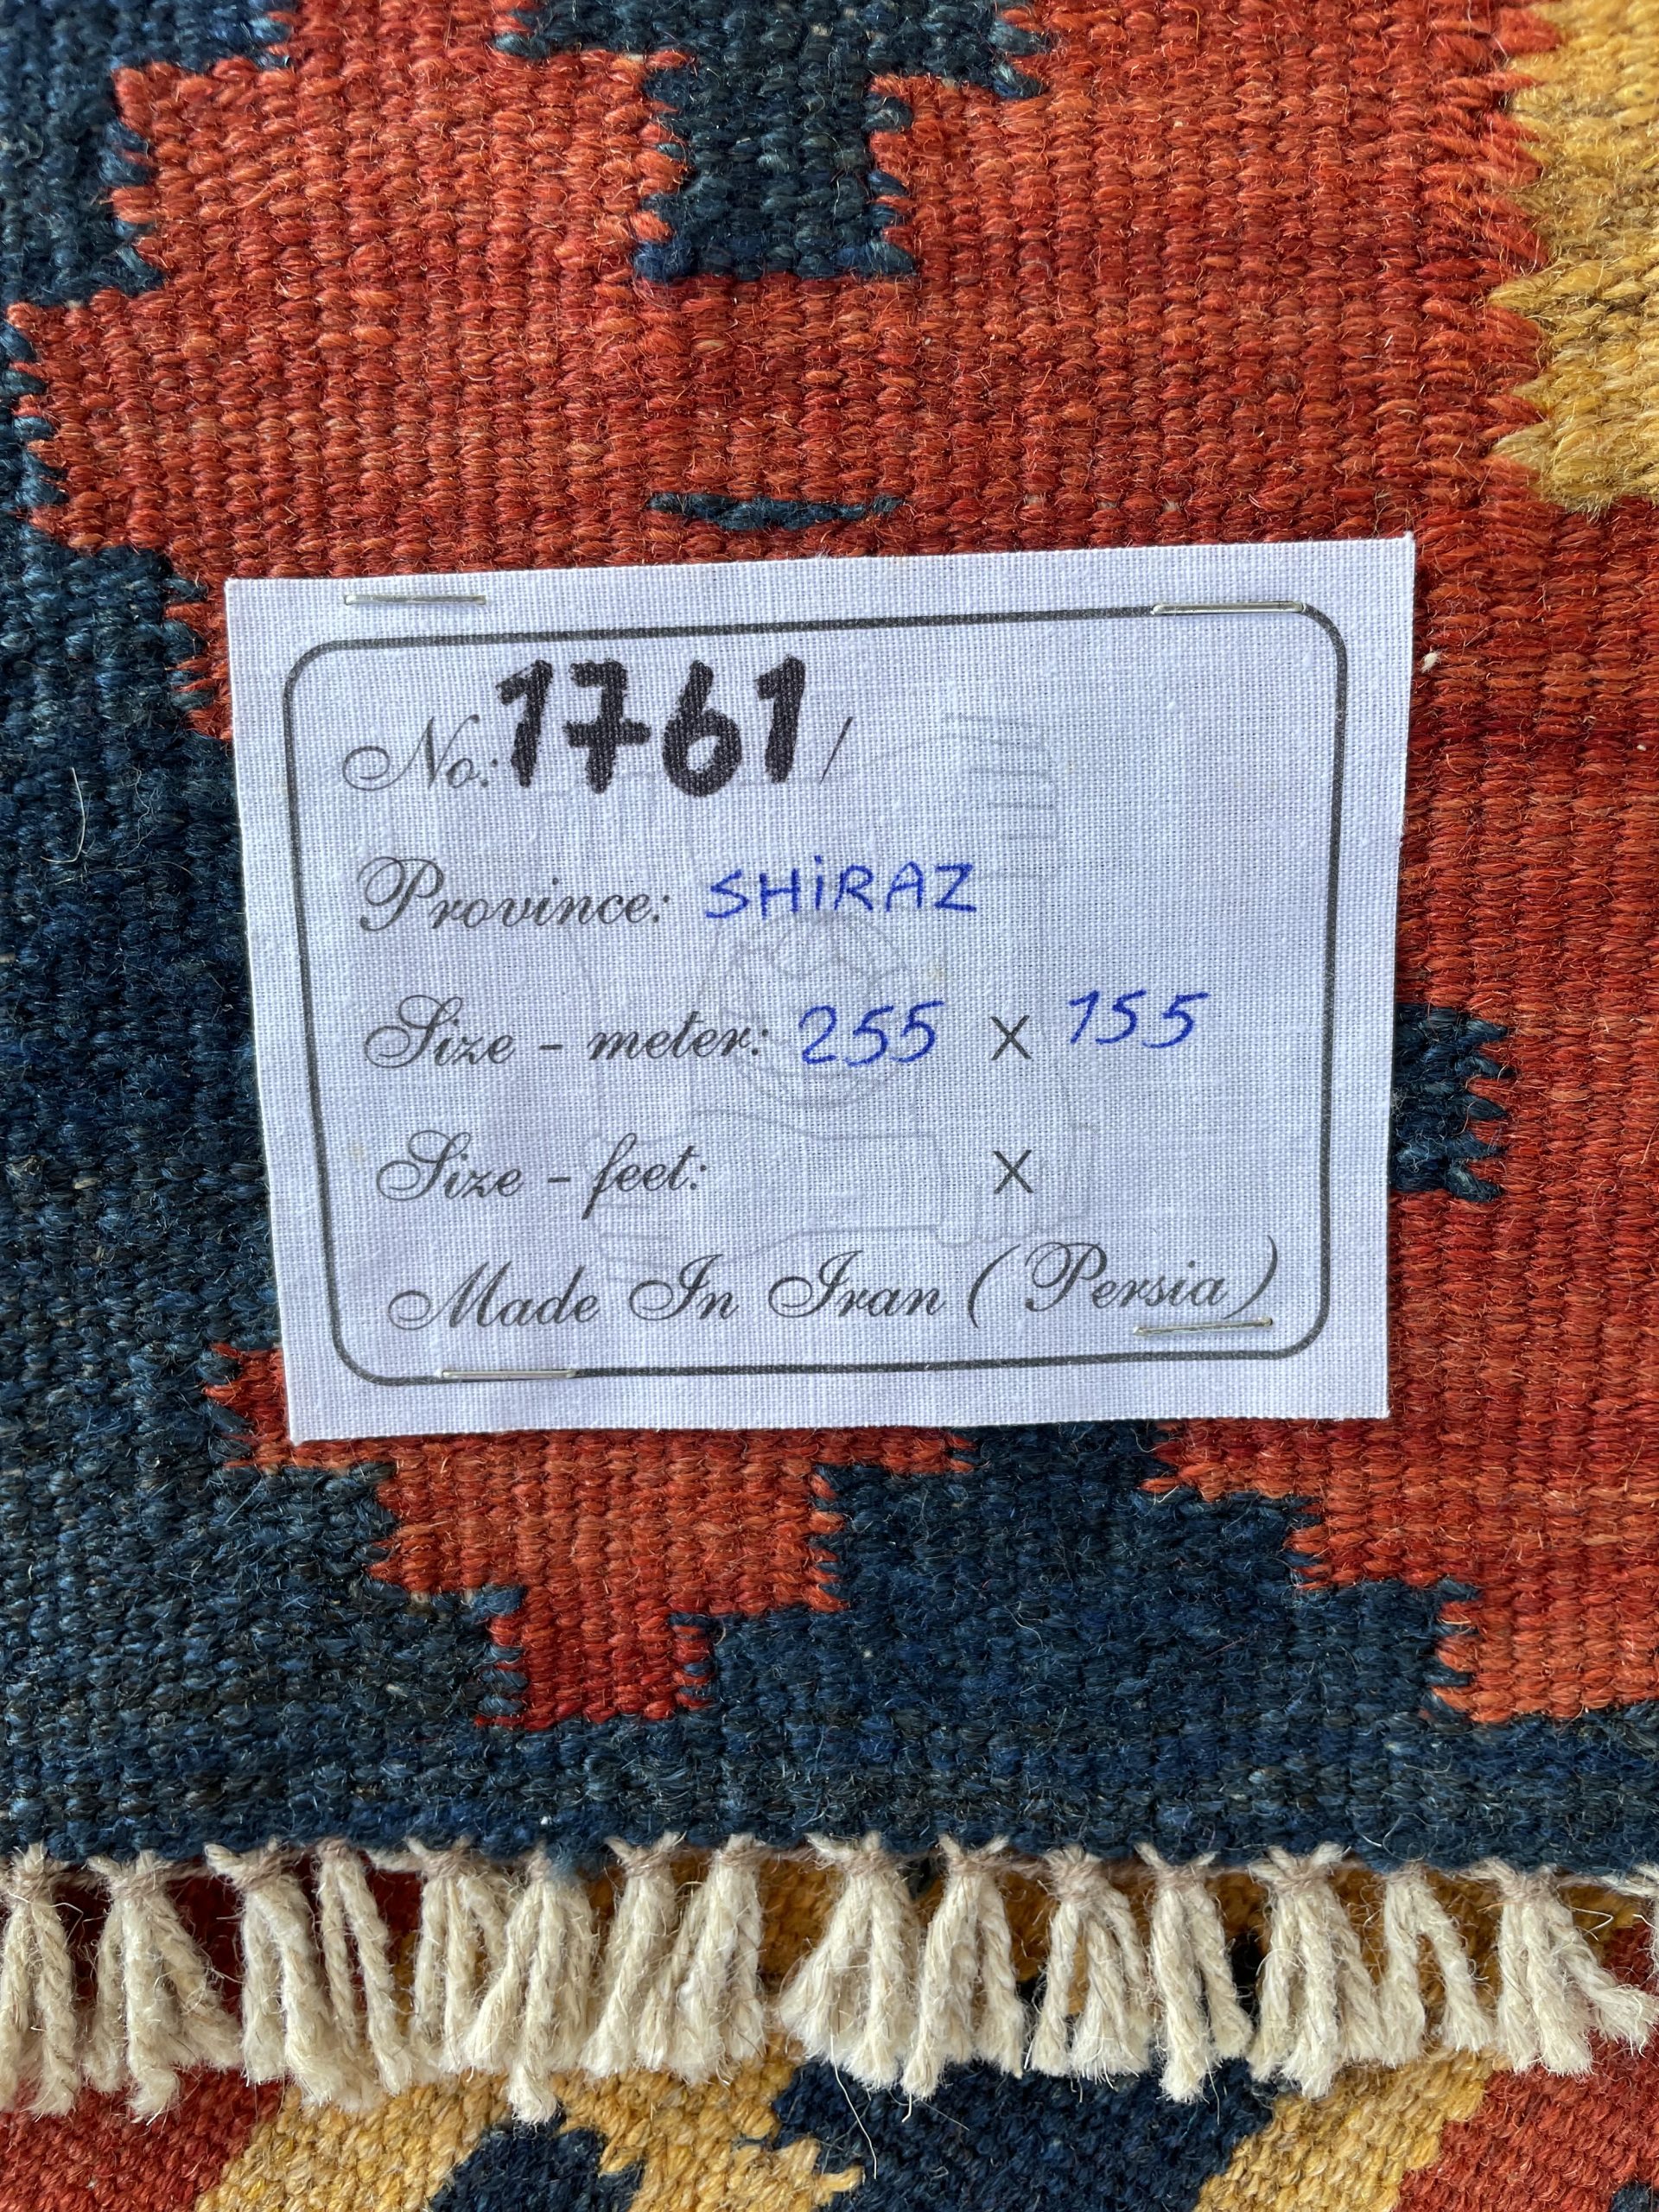 No.: 1761/
Province: SHiRAZ
Size - meter: 255 X 155
Size - feet: X
Made In Iran (Persia)